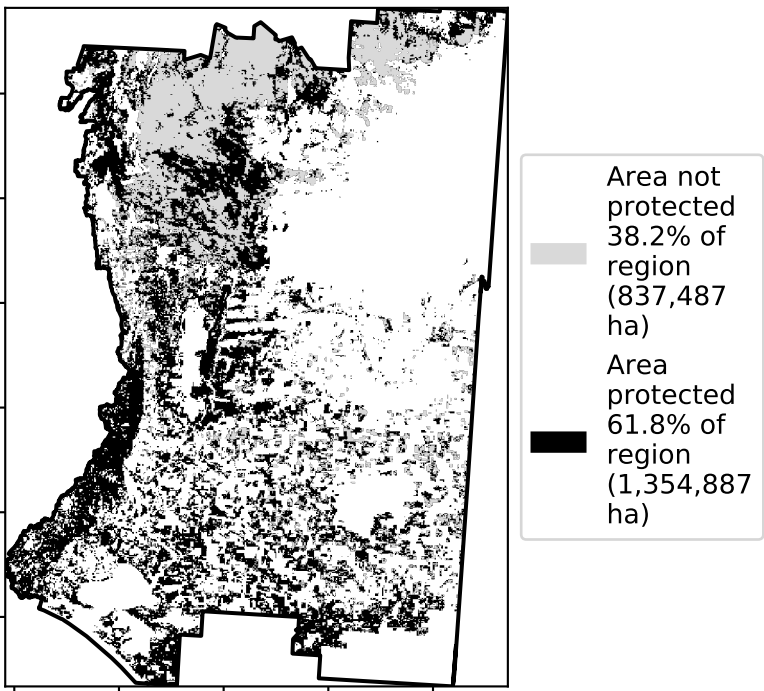 Area not
protected
38.2% of
region
(837,487
ha)
Area
protected
61.8% of
region
(1,354,887
ha)